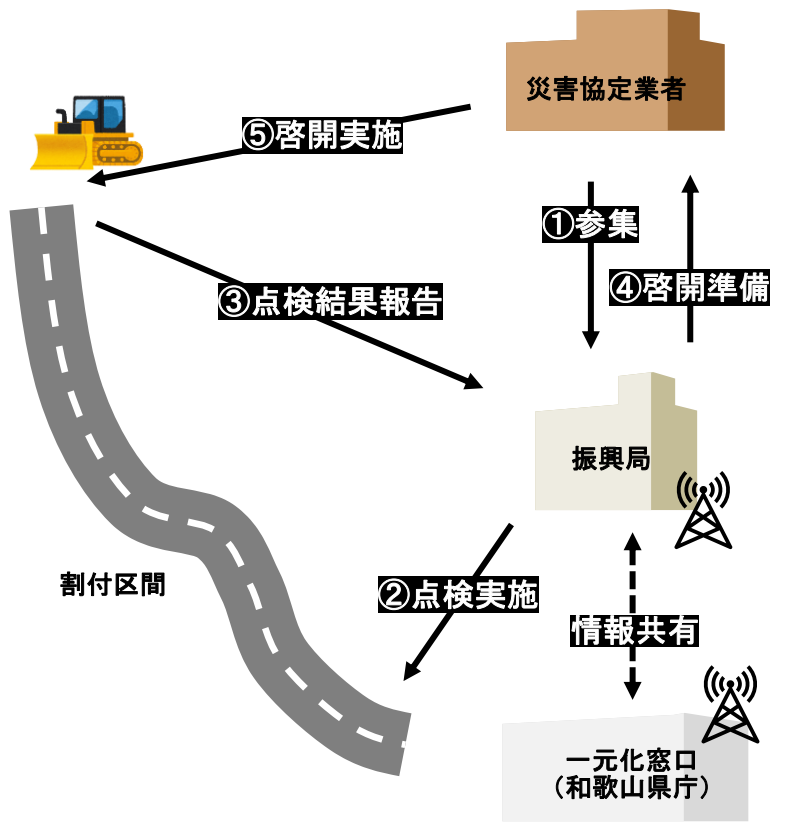 災害協定業者
⑤啓開実施
①参集
④啓開準備
③点検結果報告
振興局
割付区間
②点検実施
情報共有
一元化窓口
（和歌山県庁）